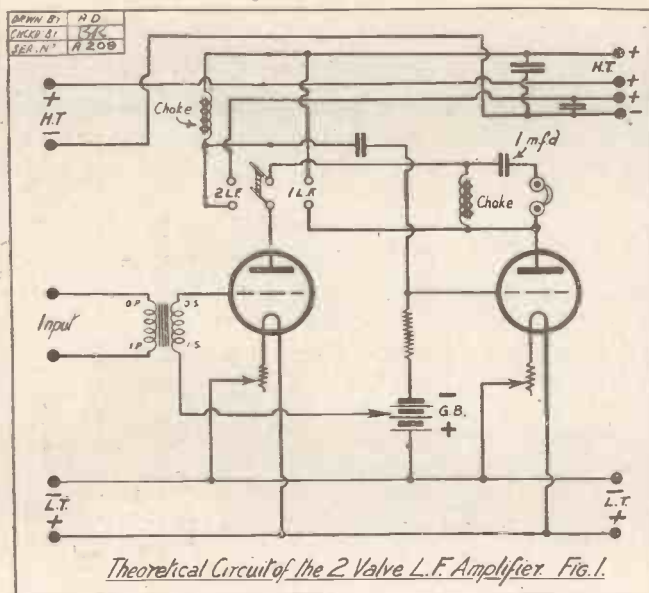 DRWN BY A D
CHCKD BY
SER. No A 209
+
H.T.
−
Choke
H.T.
+
+
+
−
1 mfd
2 L.F.
1 L.F.
Choke
O.P
I.P
O.S
I.S
Input
−
G.B.
+
−
L.T.
+
−
L.T.
+
Theoretical Circuit of the 2 Valve L.F. Amplifier. Fig. 1.